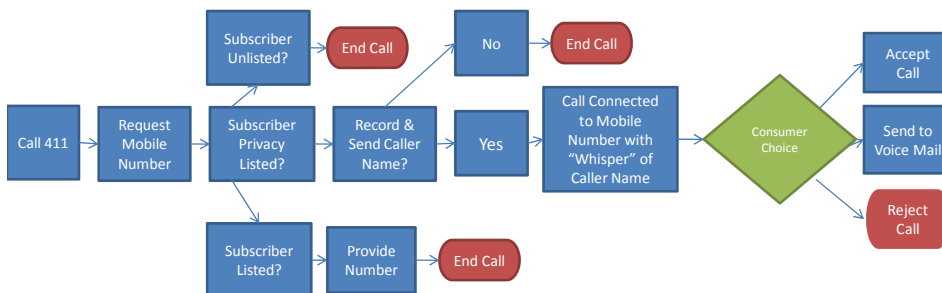 Subscriber
Unlisted?
End Call
No
End Call
Call 411
Request
Mobile
Number
Subscriber
Privacy
Listed?
Record &
Send Caller
Name?
Yes
Call Connected
to Mobile
Number with
“Whisper” of
Caller Name
Consumer
Choice
Accept
Call
Send to
Voice Mail
Reject
Call
Subscriber
Listed?
Provide
Number
End Call